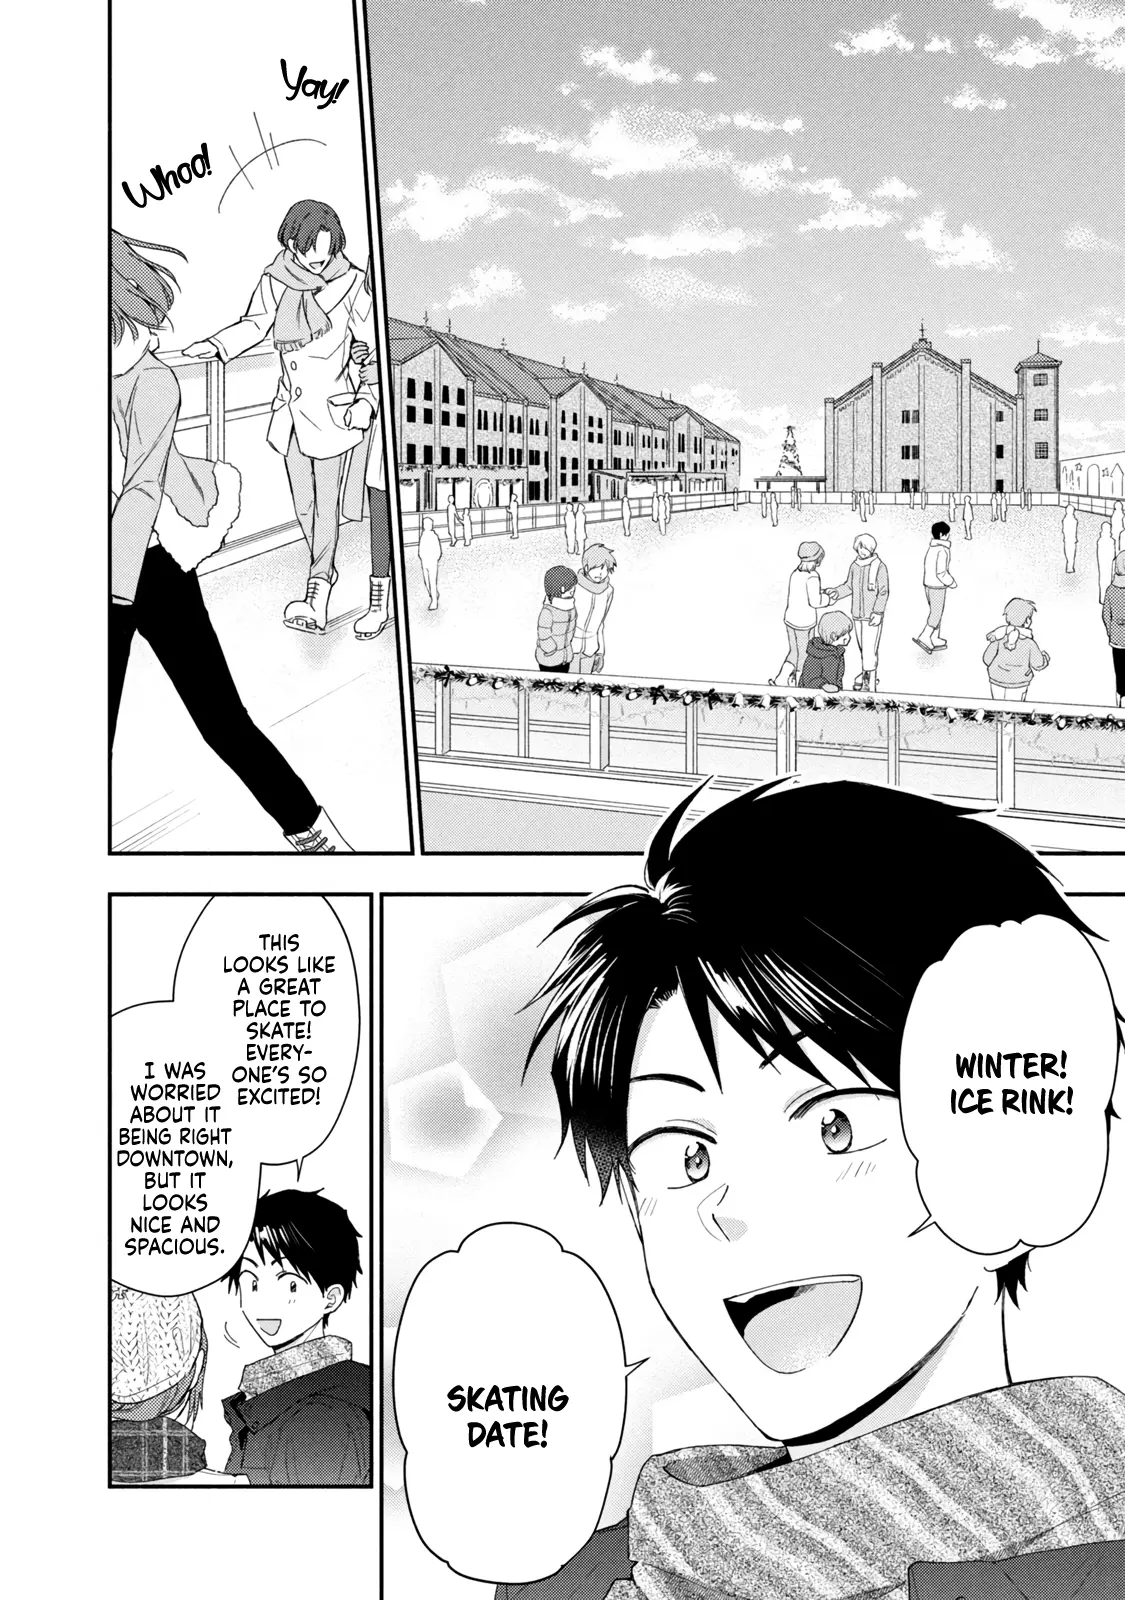 Yay!
Whoo!
WINTER!
ICE RINK!
SKATING
DATE!
THIS
LOOKS LIKE
A GREAT
PLACE TO
SKATE!
EVERY-
ONE'S SO
EXCITED!
I WAS
WORRIED
ABOUT IT
BEING RIGHT
DOWNTOWN,
BUT IT
LOOKS
NICE AND
SPACIOUS.